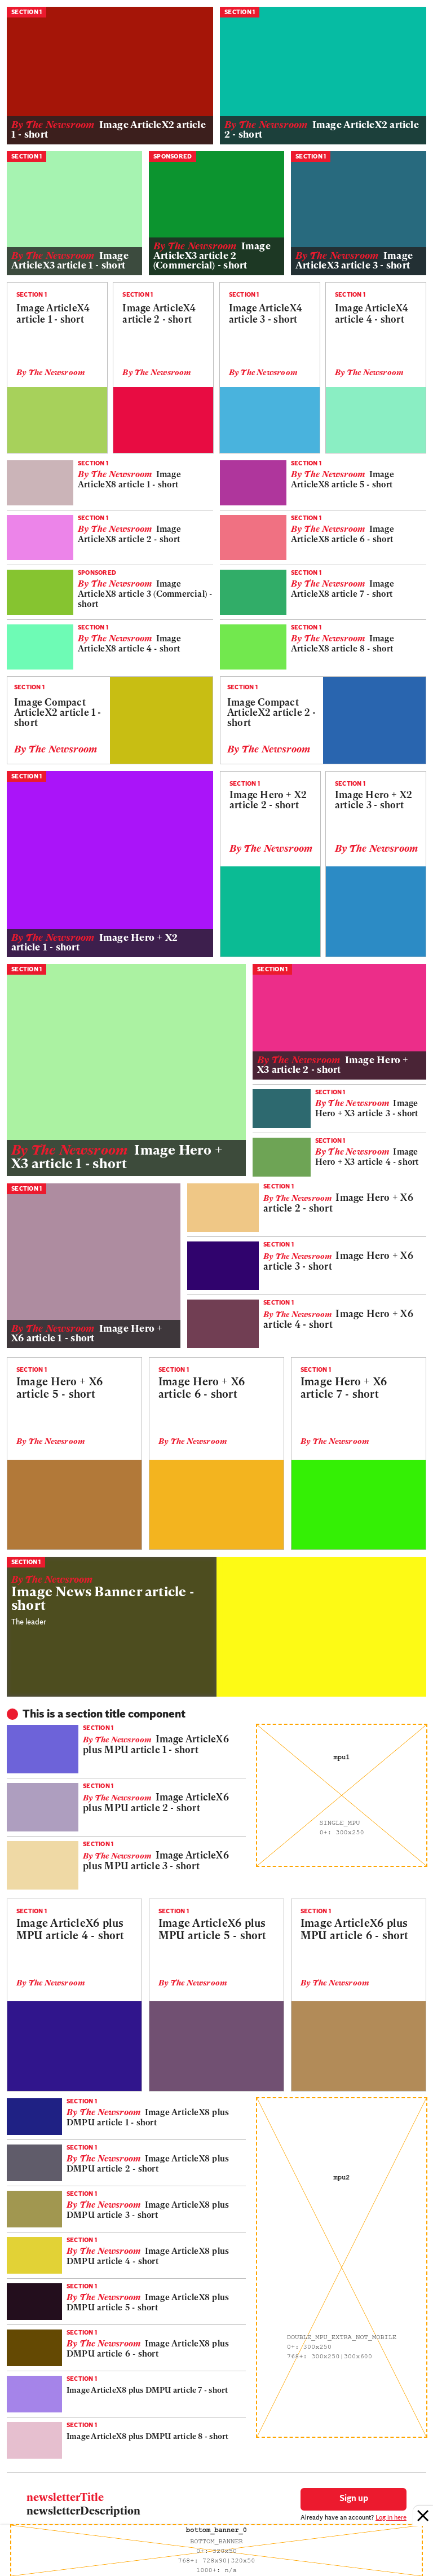 SECTION 1
By The Newsroom Image ArticleX2 article
1 - short
SECTION 1
By The Newsroom Image ArticleX2 article
2 - short
SECTION 1
By The Newsroom Image
ArticleX3 article 1 - short
SPONSORED
By The Newsroom Image
ArticleX3 article 2
(Commercial) - short
SECTION 1
By The Newsroom Image
ArticleX3 article 3 - short
SECTION 1
Image ArticleX4
article 1 - short
By The Newsroom
SECTION 1
Image ArticleX4
article 2 - short
By The Newsroom
SECTION 1
Image ArticleX4
article 3 - short
By The Newsroom
SECTION 1
Image ArticleX4
article 4 - short
By The Newsroom
SECTION 1
By The Newsroom Image
ArticleX8 article 1 - short
SECTION 1
By The Newsroom Image
ArticleX8 article 2 - short
SPONSORED
By The Newsroom Image
ArticleX8 article 3 (Commercial) -
short
SECTION 1
By The Newsroom Image
ArticleX8 article 4 - short
SECTION 1
By The Newsroom Image
ArticleX8 article 5 - short
SECTION 1
By The Newsroom Image
ArticleX8 article 6 - short
SECTION 1
By The Newsroom Image
ArticleX8 article 7 - short
SECTION 1
By The Newsroom Image
ArticleX8 article 8 - short
SECTION 1
Image Compact
ArticleX2 article 1 -
short
By The Newsroom
SECTION 1
Image Compact
ArticleX2 article 2 -
short
By The Newsroom
SECTION 1
By The Newsroom Image Hero + X2
article 1 - short
SECTION 1
Image Hero + X2
article 2 - short
By The Newsroom
SECTION 1
Image Hero + X2
article 3 - short
By The Newsroom
SECTION 1
By The Newsroom Image Hero +
X3 article 1 - short
SECTION 1
By The Newsroom Image Hero +
X3 article 2 - short
SECTION 1
By The Newsroom Image
Hero + X3 article 3 - short
SECTION 1
By The Newsroom Image
Hero + X3 article 4 - short
SECTION 1
By The Newsroom Image Hero +
X6 article 1 - short
SECTION 1
By The Newsroom Image Hero + X6
article 2 - short
SECTION 1
By The Newsroom Image Hero + X6
article 3 - short
SECTION 1
By The Newsroom Image Hero + X6
article 4 - short
SECTION 1
Image Hero + X6
article 5 - short
By The Newsroom
SECTION 1
Image Hero + X6
article 6 - short
By The Newsroom
SECTION 1
Image Hero + X6
article 7 - short
By The Newsroom
SECTION 1
By The Newsroom
Image News Banner article -
short
The leader
This is a section title component
SECTION 1
By The Newsroom Image ArticleX6
plus MPU article 1 - short
SECTION 1
By The Newsroom Image ArticleX6
plus MPU article 2 - short
SECTION 1
By The Newsroom Image ArticleX6
plus MPU article 3 - short
mpu1
SINGLE_MPU
0+: 300x250
SECTION 1
Image ArticleX6 plus
MPU article 4 - short
By The Newsroom
SECTION 1
Image ArticleX6 plus
MPU article 5 - short
By The Newsroom
SECTION 1
Image ArticleX6 plus
MPU article 6 - short
By The Newsroom
SECTION 1
By The Newsroom Image ArticleX8 plus
DMPU article 1 - short
SECTION 1
By The Newsroom Image ArticleX8 plus
DMPU article 2 - short
SECTION 1
By The Newsroom Image ArticleX8 plus
DMPU article 3 - short
SECTION 1
By The Newsroom Image ArticleX8 plus
DMPU article 4 - short
SECTION 1
By The Newsroom Image ArticleX8 plus
DMPU article 5 - short
SECTION 1
By The Newsroom Image ArticleX8 plus
DMPU article 6 - short
SECTION 1
Image ArticleX8 plus DMPU article 7 - short
SECTION 1
Image ArticleX8 plus DMPU article 8 - short
mpu2
DOUBLE_MPU_EXTRA_NOT_MOBILE
0+: 300x250
768+: 300x250|300x600
newsletterTitle
newsletterDescription
Sign up
Already have an account? Log in here
bottom_banner_0
BOTTOM_BANNER
0+: 320x50
768+: 728x90|320x50
1000+: n/a